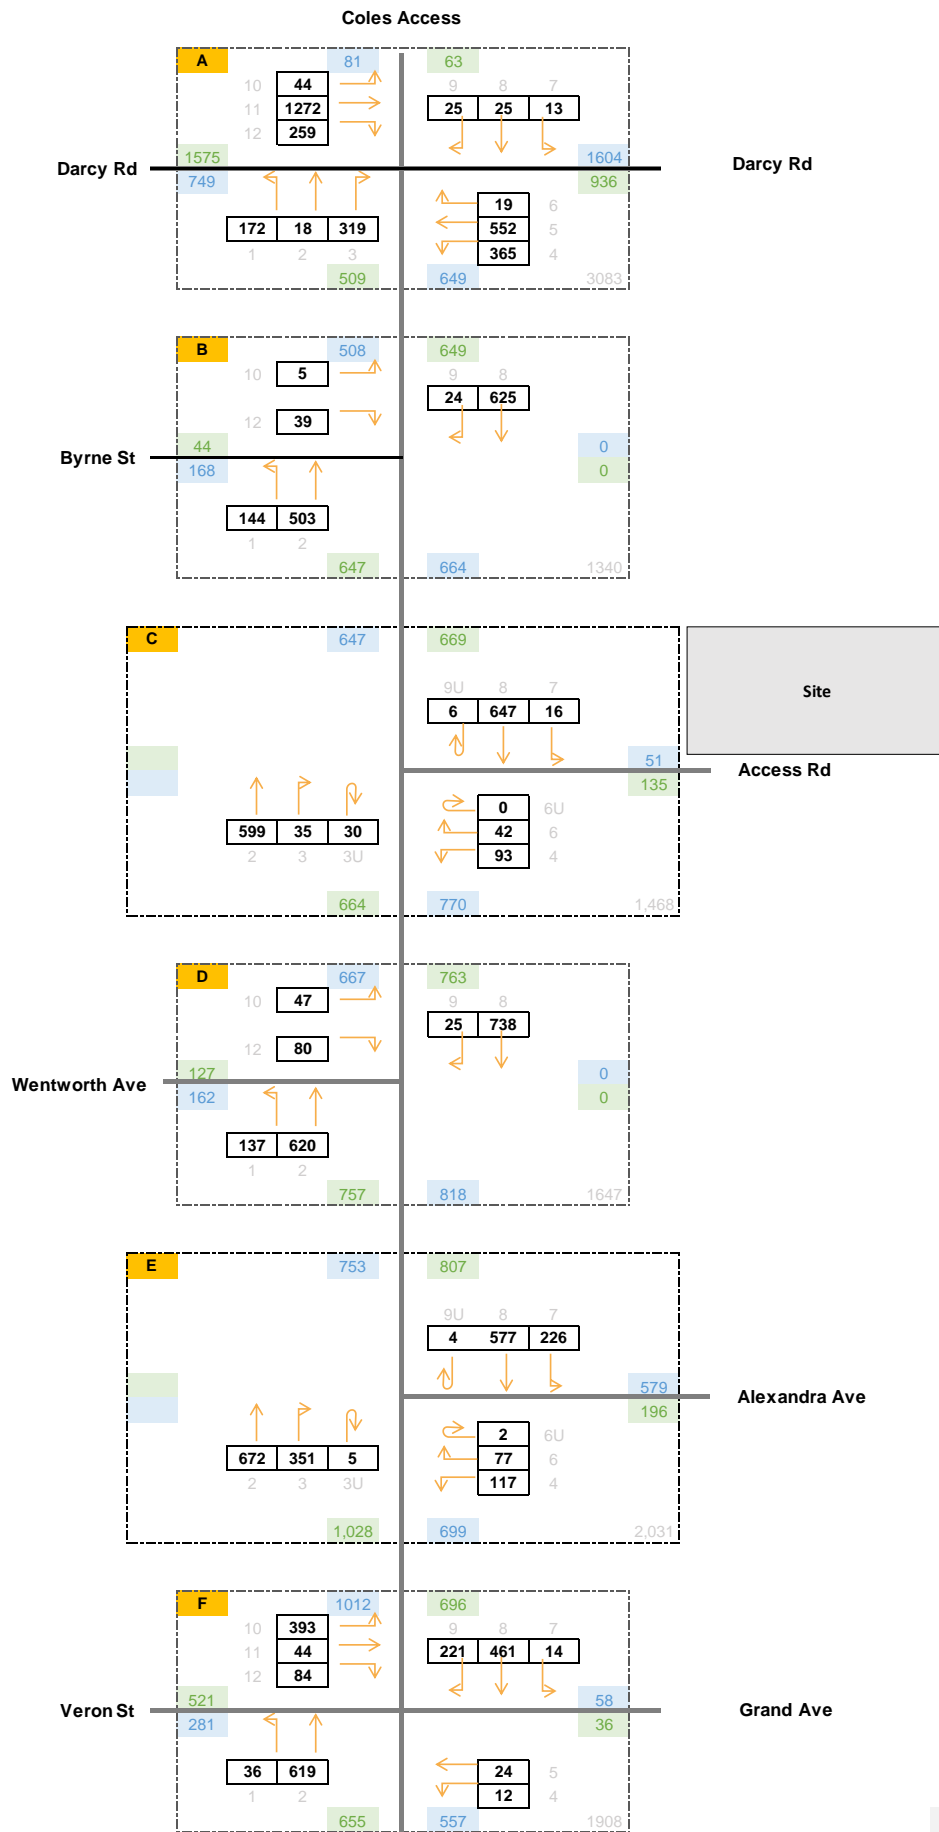 Coles Access
A 81 63
10 44 9 8 7
11 1272 25 25 13
12 259
1575 1604
Darcy Rd Darcy Rd
749 936
19 6
172 18 319 552 5
1 2 3 365 4
509 649 3083
B 508 649
10 5 9 8
24 625
12 39
44 0
Byrne St
168 0
144 503
1 2
647 664 1340
C 647 669
9U 8 7 Site
6 647 16
51
Access Rd
135
0 6U
599 35 30 42 6
2 3 3U 93 4
664 770 1,468
D 667 763
10 47 9 8
25 738
12 80
127 0
Wentworth Ave
162 0
137 620
1 2
757 818 1647
E 753 807
9U 8 7
4 577 226
579
Alexandra Ave
196
2 6U
672 351 5 77 6
2 3 3U 117 4
1,028 699 2,031
F 1012 696
10 393 9 8 7
11 44 221 461 14
12 84
521 58
Veron St Grand Ave
281 36
36 619 24 5
1 2 12 4
655 557 1908